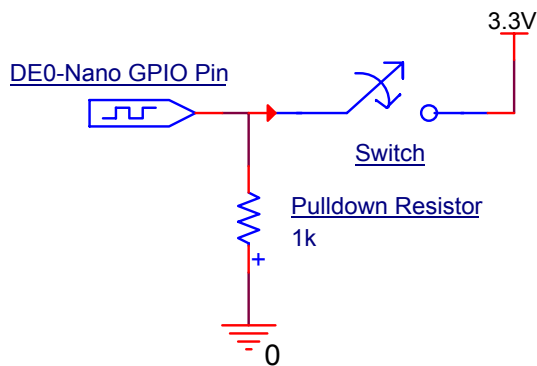 3.3V
DE0-Nano GPIO Pin
Switch
Pulldown Resistor
1k
+
0